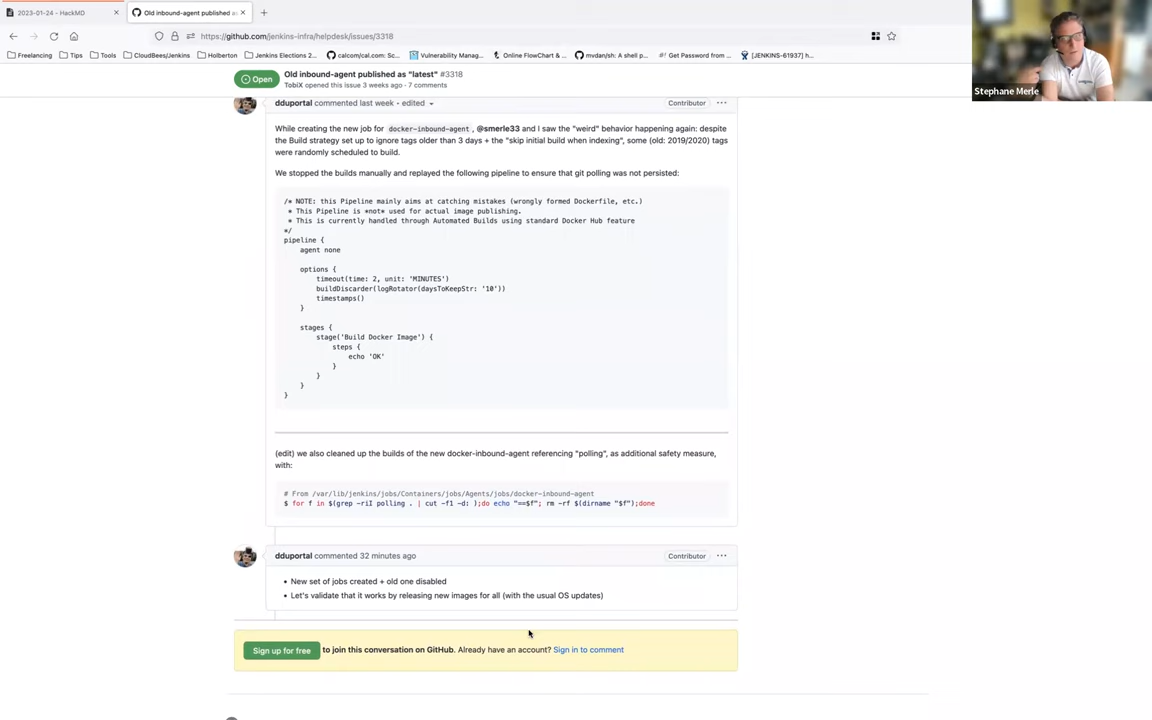 2023-01-24 - HackMD
Old inbound-agent published as
https://github.com/jenkins-infra/helpdesk/issues/3318
Freelancing
Tips
Tools
CloudBees/Jenkins
Holberton
Jenkins Elections 2...
calcom/cal.com: Sc...
Vulnerability Manag...
Online FlowChart & ...
mvdan/sh: A shell p...
Get Password from ...
[JENKINS-61937] h...
Stephane Merle
Open
Old inbound-agent published as "latest" #3318
TobiX opened this issue 3 weeks ago · 7 comments
dduportal commented last week • edited
Contributor
While creating the new job for docker-inbound-agent , @smerle33 and I saw the "weird" behavior happening again: despite
the Build strategy set up to ignore tags older than 3 days + the "skip initial build when indexing", some (old: 2019/2020) tags
were randomly scheduled to build.
We stopped the builds manually and replayed the following pipeline to ensure that git polling was not persisted:
/* NOTE: this Pipeline mainly aims at catching mistakes (wrongly formed Dockerfile, etc.)
* This Pipeline is *not* used for actual image publishing.
* This is currently handled through Automated Builds using standard Docker Hub feature
*/
pipeline {
agent none
options {
timeout(time: 2, unit: 'MINUTES')
buildDiscarder(logRotator(daysToKeepStr: '10'))
timestamps()
}
stages {
stage('Build Docker Image') {
steps {
echo 'OK'
}
}
}
}
(edit) we also cleaned up the builds of the new docker-inbound-agent referencing "polling", as additional safety measure,
with:
# From /var/lib/jenkins/jobs/Containers/jobs/Agents/jobs/docker-inbound-agent
$ for f in $(grep -riI polling . | cut -f1 -d: );do echo "==$f"; rm -rf $(dirname "$f");done
dduportal commented 32 minutes ago
Contributor
• New set of jobs created + old one disabled
• Let's validate that it works by releasing new images for all (with the usual OS updates)
Sign up for free to join this conversation on GitHub. Already have an account? Sign in to comment